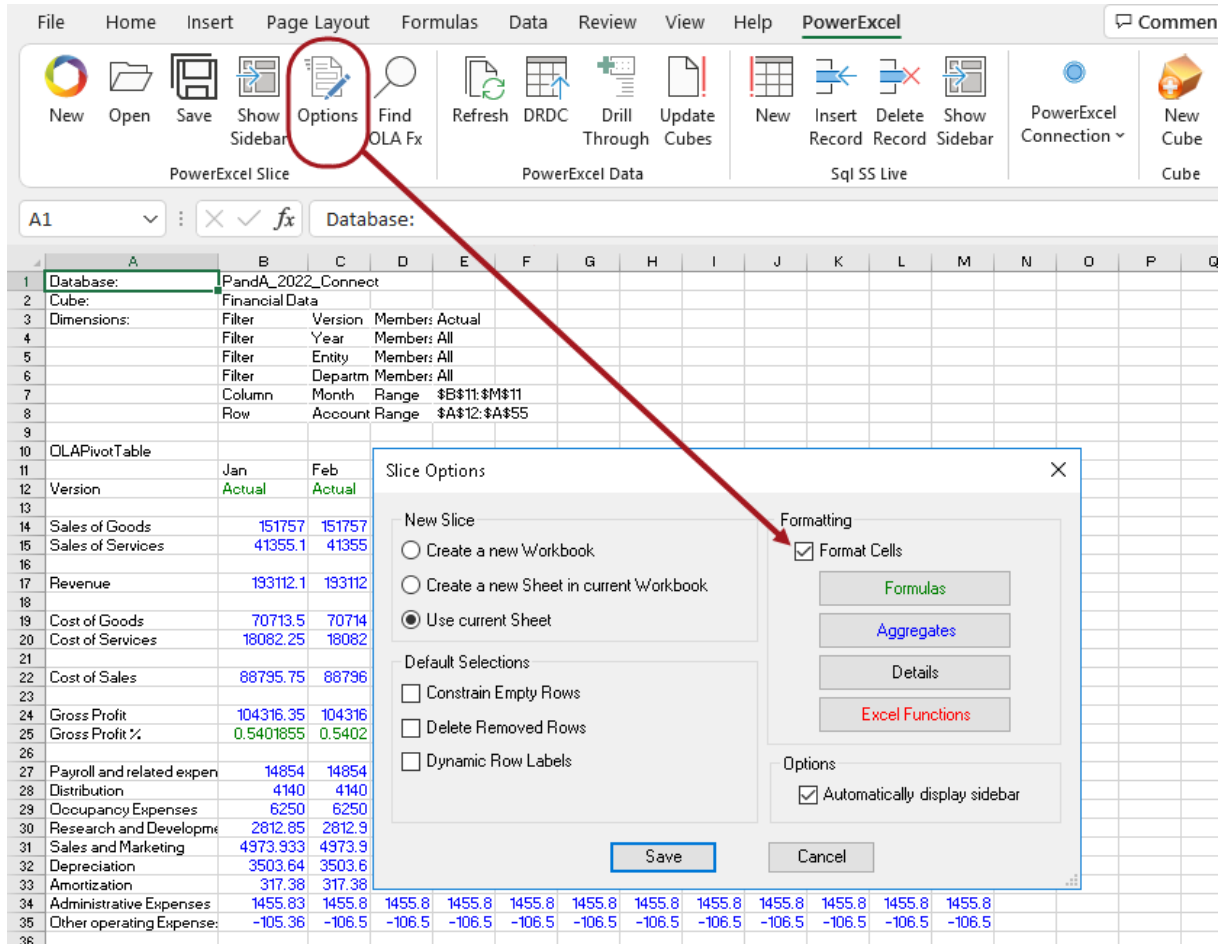 File Home Insert Page Layout Formulas Data Review View Help PowerExcel Commen
New Open Save Show Sidebar Options Find OLA Fx Refresh DRDC Drill Through Update Cubes New Insert Record Delete Record Show Sidebar PowerExcel Connection New Cube
PowerExcel Slice PowerExcel Data Sql SS Live Cube
A1 fx Database:
A B C D E F G H I J K L M N O P Q
1 Database: PandA_2022_Connect
2 Cube: Financial Data
3 Dimensions: Filter Version Members Actual
4 Filter Year Members All
5 Filter Entity Members All
6 Filter Departm Members All
7 Column Month Range $B$11:$M$11
8 Row Account Range $A$12:$A$55
9
10 OLAPivotTable
11 Jan Feb
12 Version Actual Actual
13
14 Sales of Goods 151757 151757
15 Sales of Services 41355.1 41355
16
17 Revenue 193112.1 193112
18
19 Cost of Goods 70713.5 70714
20 Cost of Services 18082.25 18082
21
22 Cost of Sales 88795.75 88796
23
24 Gross Profit 104316.35 104316
25 Gross Profit % 0.5401855 0.5402
26
27 Payroll and related expen 14854 14854
28 Distribution 4140 4140
29 Occupancy Expenses 6250 6250
30 Research and Developme 2812.85 2812.9
31 Sales and Marketing 4973.933 4973.9
32 Depreciation 3503.64 3503.6
33 Amortization 317.38 317.38
34 Administrative Expenses 1455.83 1455.8 1455.8 1455.8 1455.8 1455.8 1455.8 1455.8 1455.8 1455.8 1455.8 1455.8
35 Other operating Expense: -105.36 -106.5 -106.5 -106.5 -106.5 -106.5 -106.5 -106.5 -106.5 -106.5 -106.5 -106.5
36
Slice Options
New Slice
Create a new Workbook
Create a new Sheet in current Workbook
Use current Sheet
Default Selections
Constrain Empty Rows
Delete Removed Rows
Dynamic Row Labels
Formatting
Format Cells
Formulas
Aggregates
Details
Excel Functions
Options
Automatically display sidebar
Save Cancel